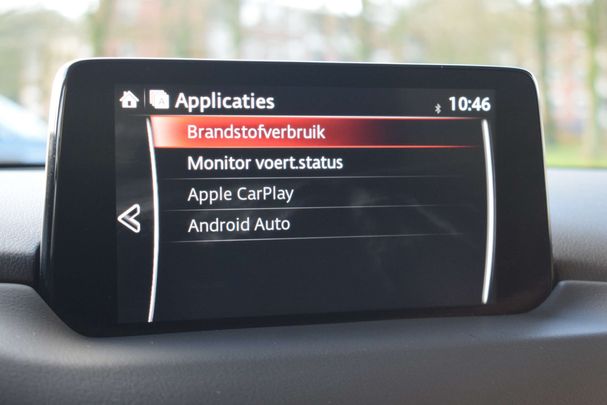 Applicaties
10:46
Brandstofverbruik
Monitor voert.status
Apple CarPlay
Android Auto